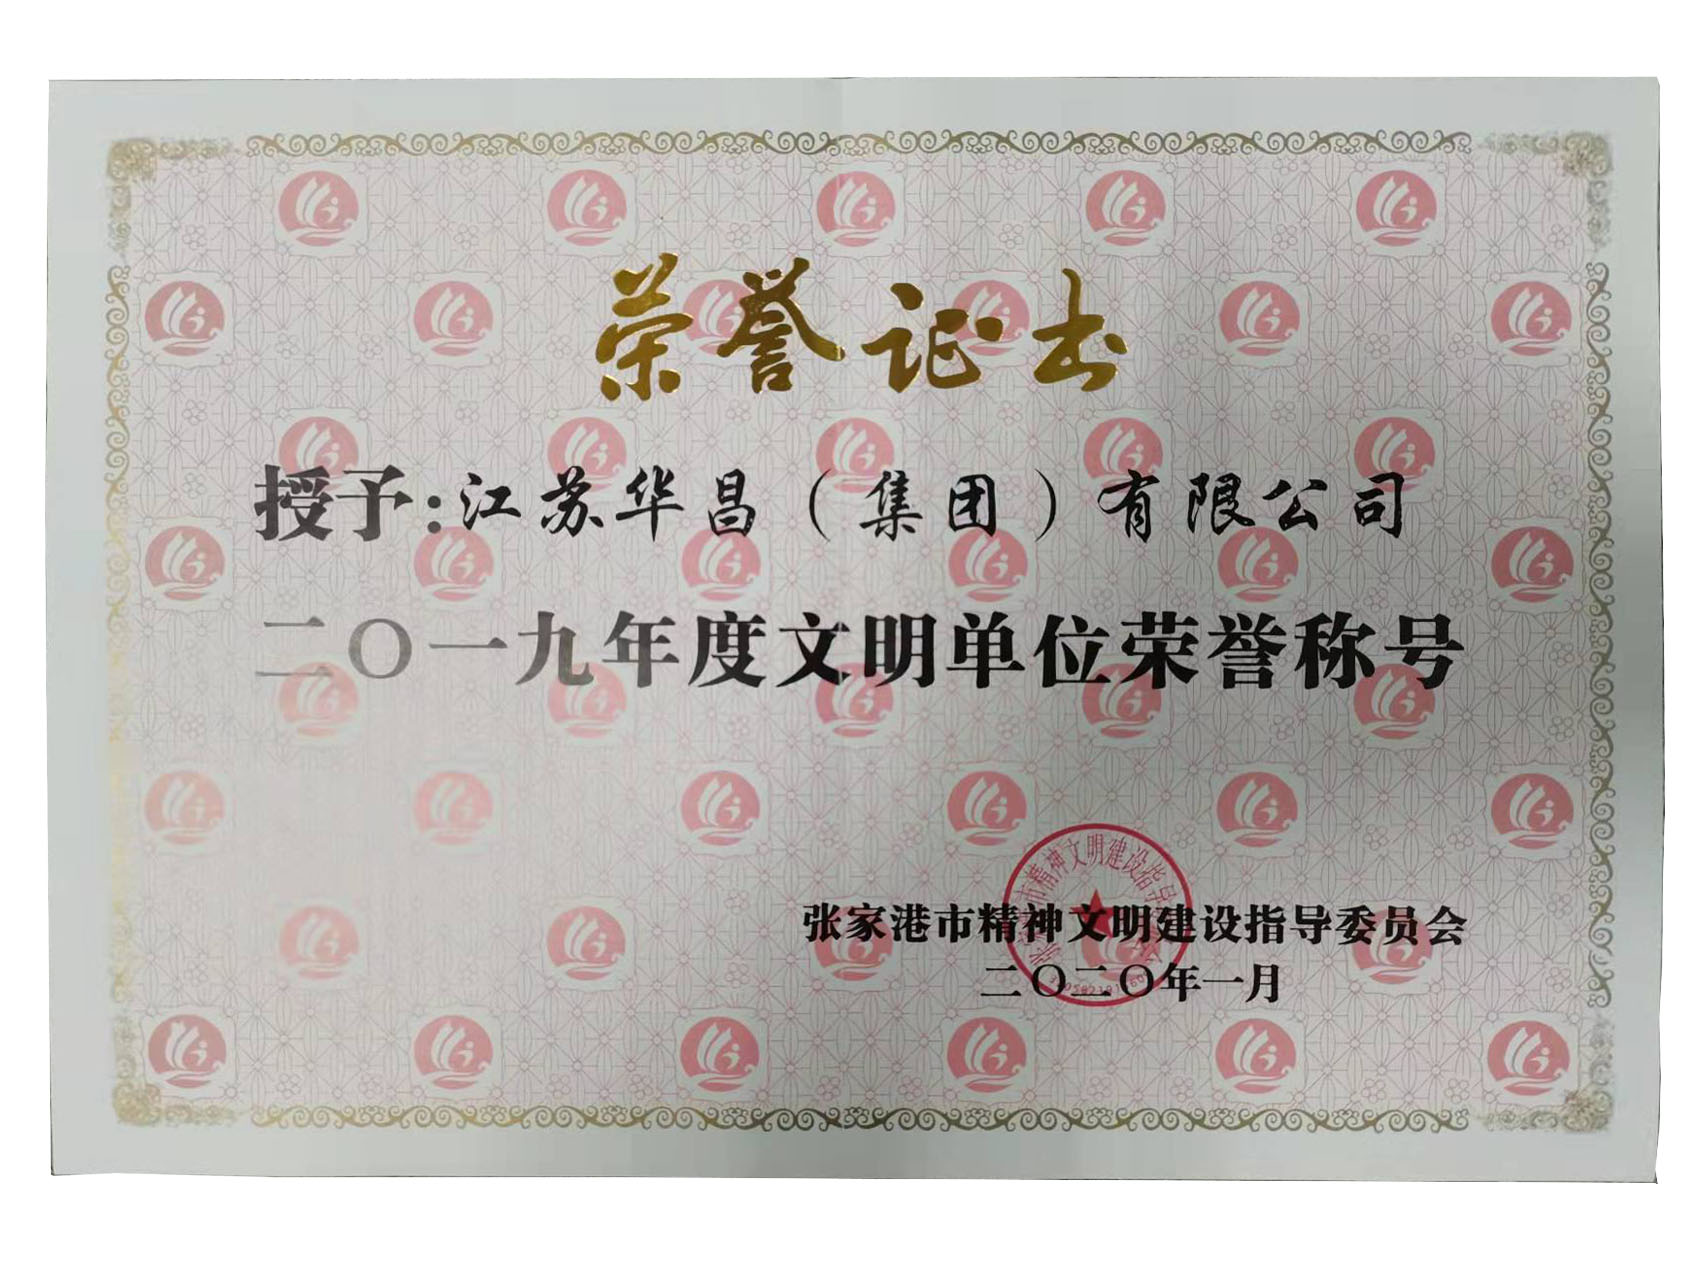 荣誉证书
授予:江苏华昌（集团）有限公司
二〇一九年度文明单位荣誉称号
张家港市精神文明建设指导委员会
二〇二〇年一月